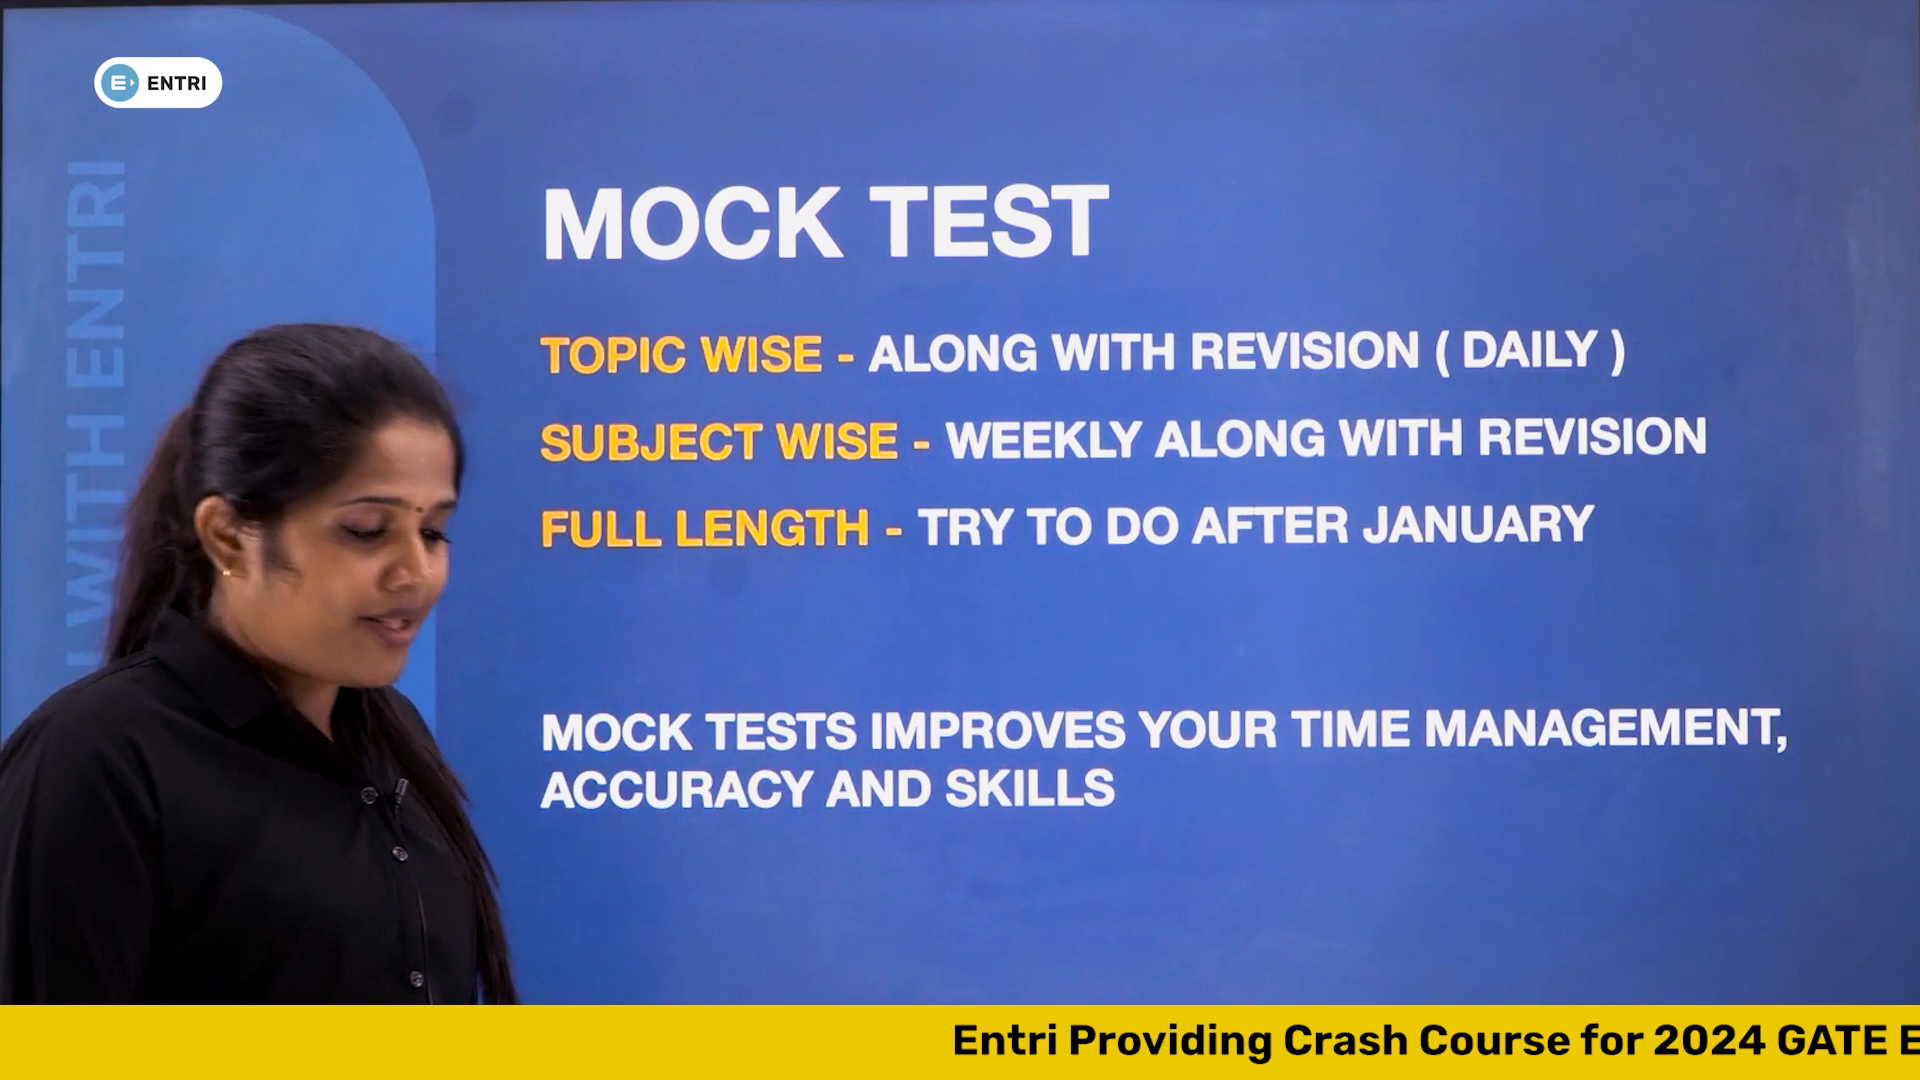 ENTRI
WITH ENTRI
MOCK TEST
TOPIC WISE - ALONG WITH REVISION ( DAILY )
SUBJECT WISE - WEEKLY ALONG WITH REVISION
FULL LENGTH - TRY TO DO AFTER JANUARY
MOCK TESTS IMPROVES YOUR TIME MANAGEMENT,
ACCURACY AND SKILLS
Entri Providing Crash Course for 2024 GATE